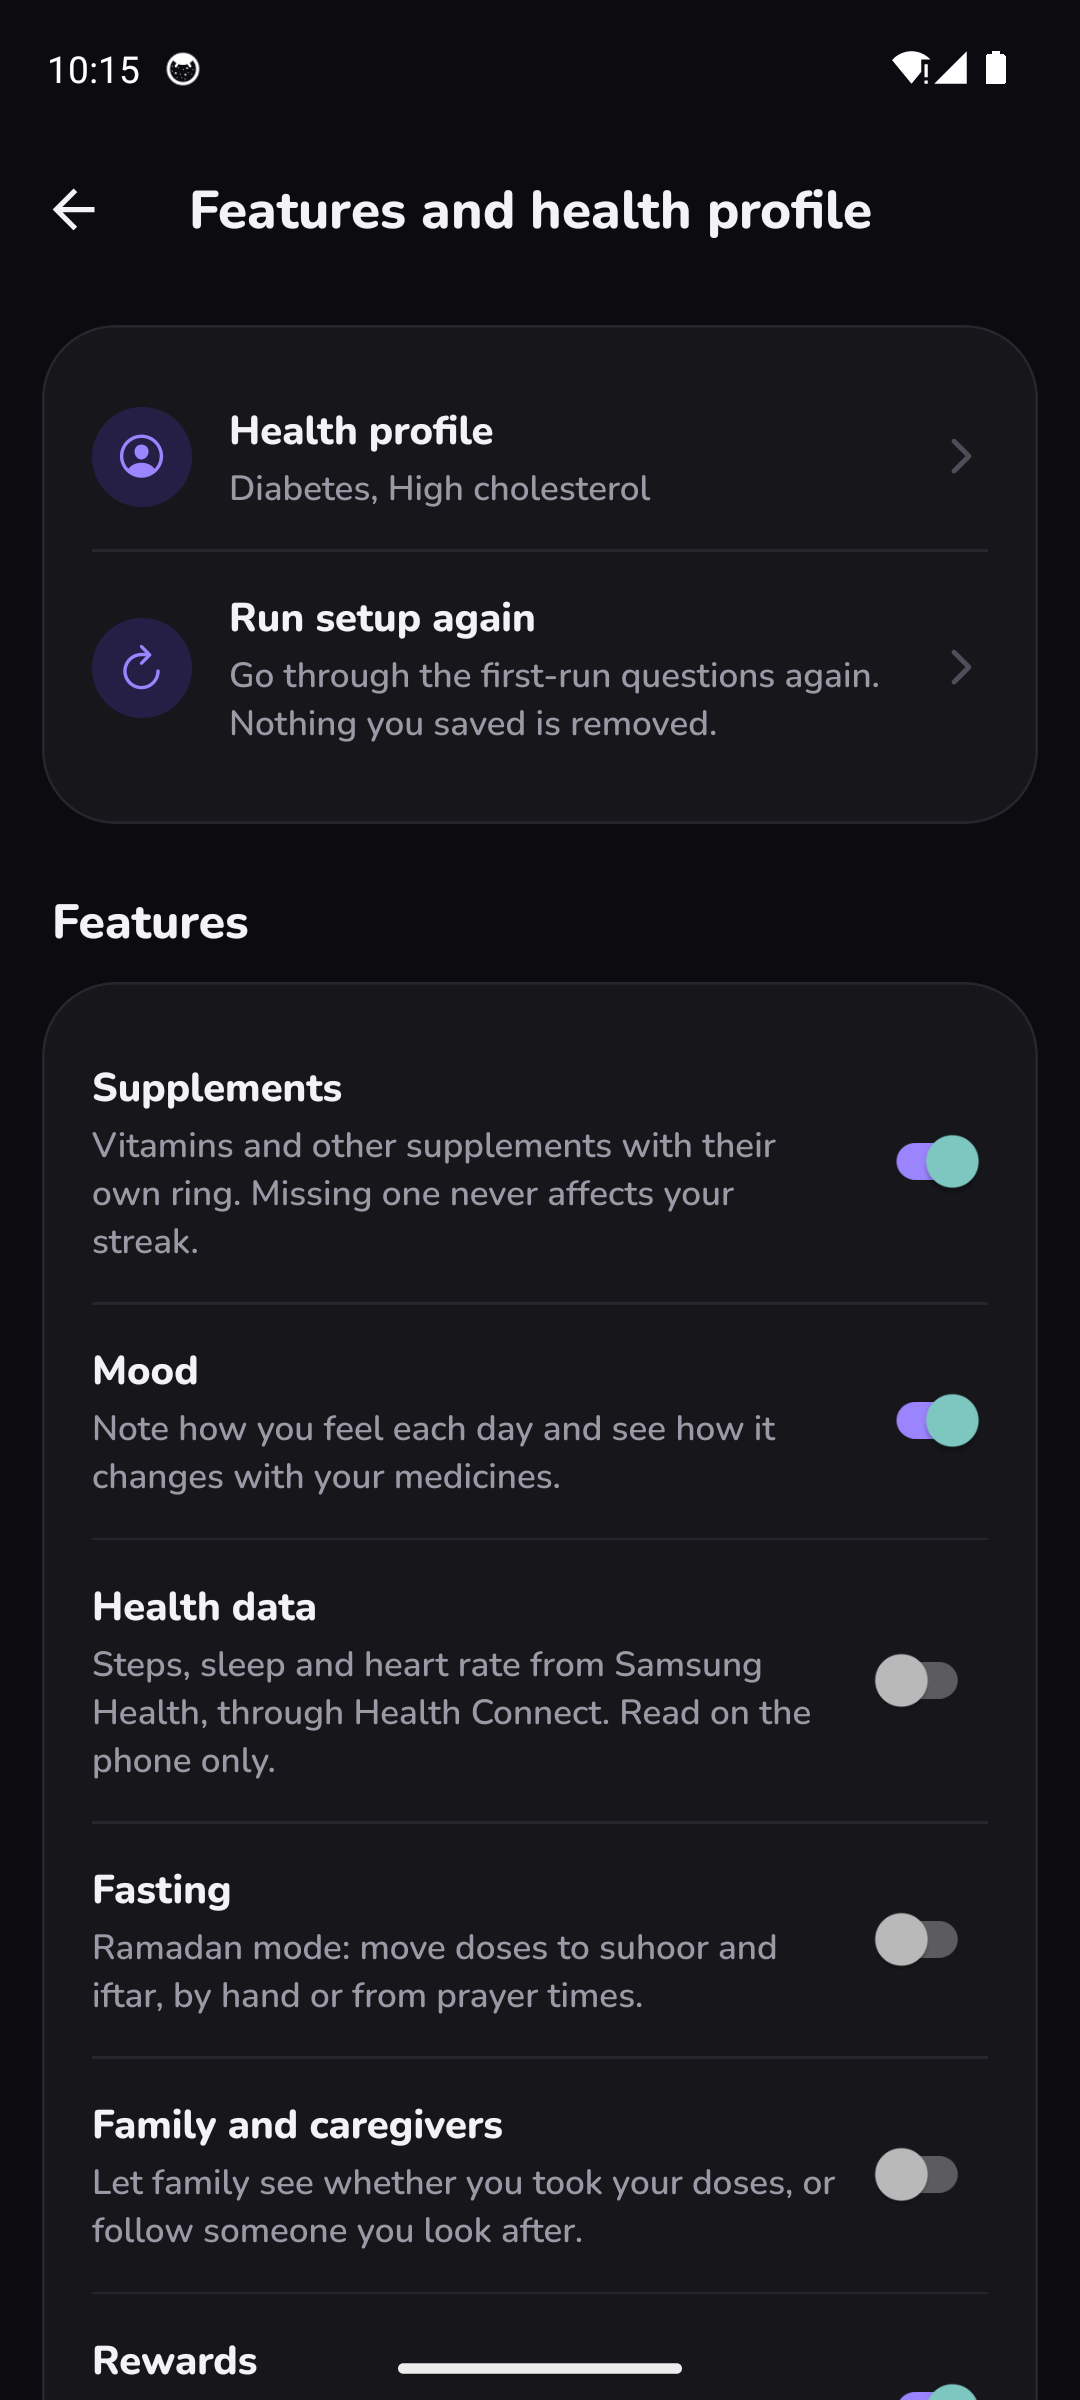 10:15
Features and health profile
Health profile
Diabetes, High cholesterol
Run setup again
Go through the first-run questions again.
Nothing you saved is removed.
Features
Supplements
Vitamins and other supplements with their
own ring. Missing one never affects your
streak.
Mood
Note how you feel each day and see how it
changes with your medicines.
Health data
Steps, sleep and heart rate from Samsung
Health, through Health Connect. Read on the
phone only.
Fasting
Ramadan mode: move doses to suhoor and
iftar, by hand or from prayer times.
Family and caregivers
Let family see whether you took your doses, or
follow someone you look after.
Rewards